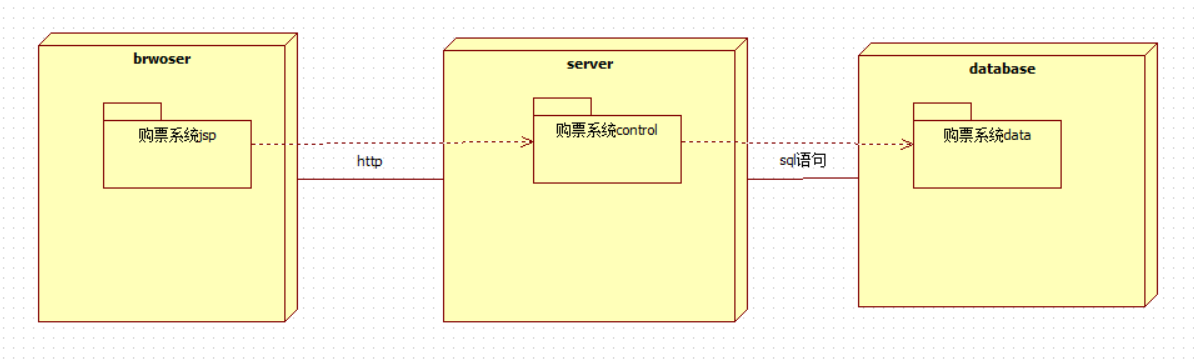 brwoser
购票系统jsp
http
server
购票系统control
sql语句
database
购票系统data